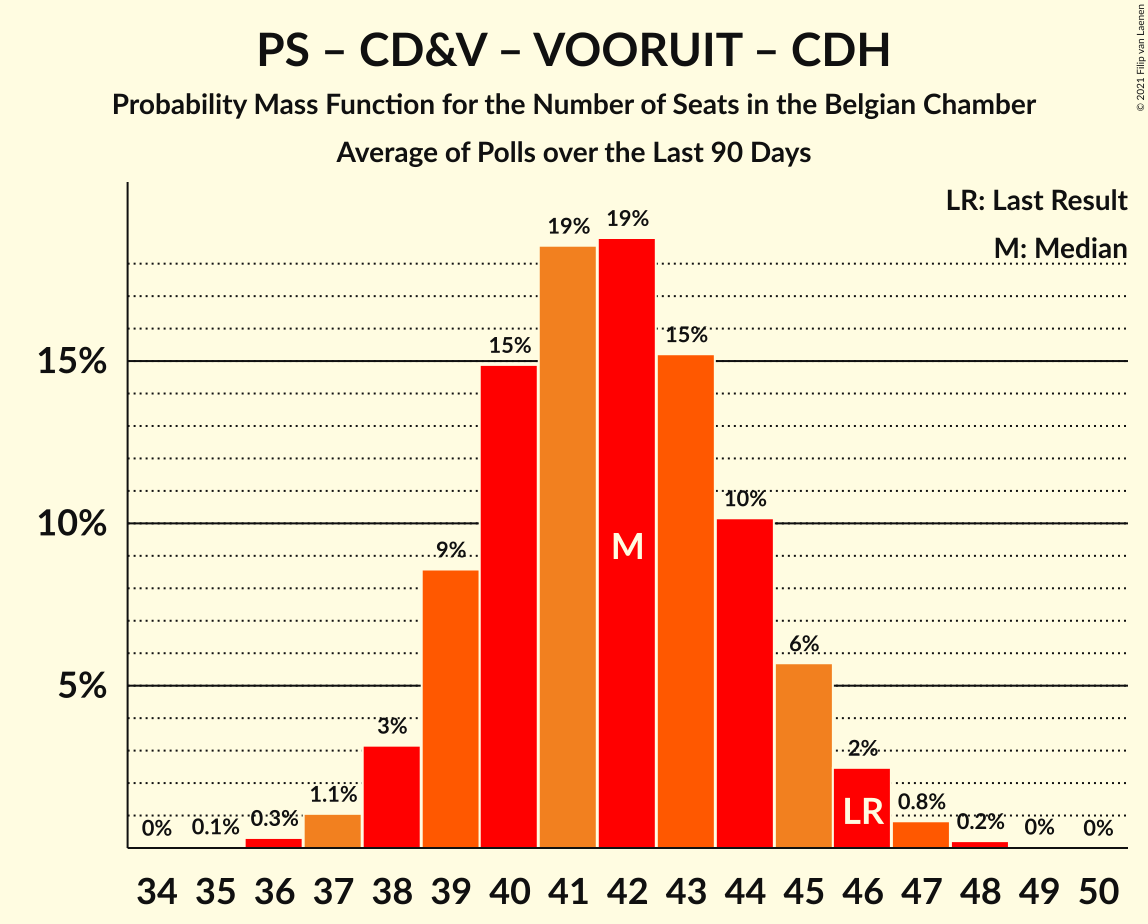 PS – CD&V – VOORUIT – CDH
Probability Mass Function for the Number of Seats in the Belgian Chamber
Average of Polls over the Last 90 Days
© 2021 Filip van Laenen
LR: Last Result
M: Median
15%
10%
5%
0%
0.1%
0.3%
1.1%
3%
9%
15%
19%
19%
15%
10%
6%
2%
0.8%
0.2%
0%
0%
M
LR
34 35 36 37 38 39 40 41 42 43 44 45 46 47 48 49 50